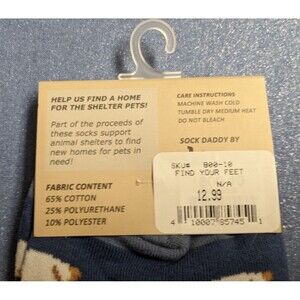 HELP US FIND A HOME
FOR THE SHELTER PETS!
Part of the proceeds of
these socks support
animal shelters to find
new homes for pets in
need!
FABRIC CONTENT
65% COTTON
25% POLYURETHANE
10% POLYESTER
CARE INSTRUCTIONS
MACHINE WASH COLD
TUMBLE DRY MEDIUM HEAT
DO NOT BLEACH
SOCK DADDY BY
SKU# B00-10
FIND YOUR FEET
N/A
12.99
4 10007 85745 1